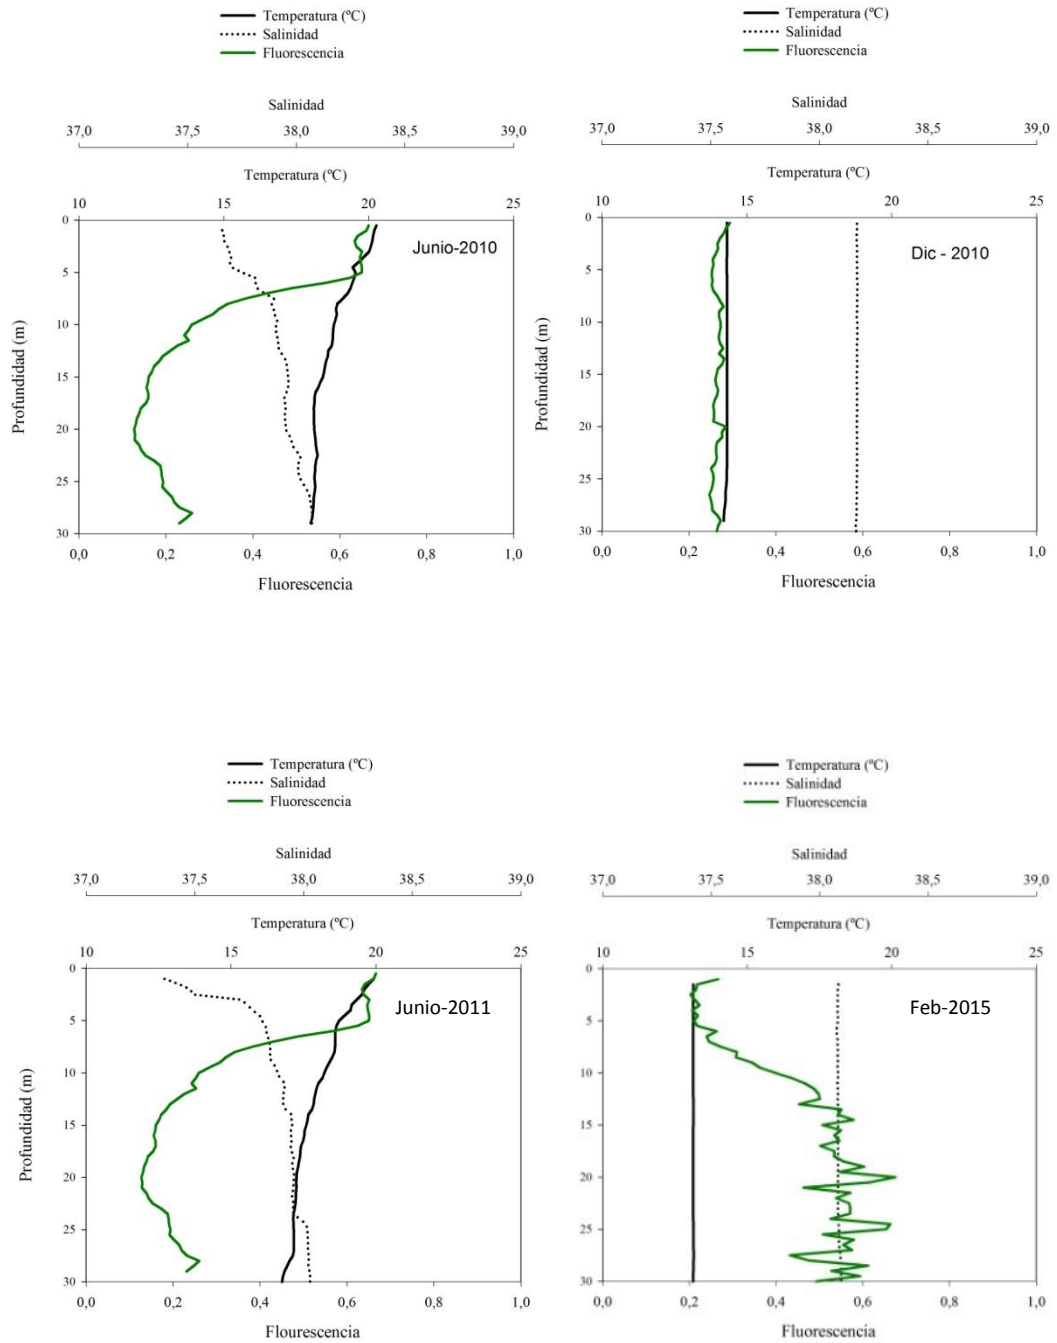 Temperatura (ºC)
Salinidad
Fluorescencia
Salinidad
37,0 37,5 38,0 38,5 39,0
Temperatura (ºC)
10 15 20 25
0
5
10
15
20
25
30
Profundidad (m)
Junio-2010
0,0 0,2 0,4 0,6 0,8 1,0
Fluorescencia
Temperatura (ºC)
Salinidad
Fluorescencia
Salinidad
37,0 37,5 38,0 38,5 39,0
Temperatura (ºC)
10 15 20 25
0
5
10
15
20
25
30
Profundidad (m)
Dic - 2010
0,0 0,2 0,4 0,6 0,8 1,0
Fluorescencia
Temperatura (ºC)
Salinidad
Fluorescencia
Salinidad
37,0 37,5 38,0 38,5 39,0
Temperatura (ºC)
10 15 20 25
0
5
10
15
20
25
30
Profundidad (m)
Junio-2011
0,0 0,2 0,4 0,6 0,8 1,0
Flourescencia
Temperatura (ºC)
Salinidad
Fluorescencia
Salinidad
37,0 37,5 38,0 38,5 39,0
Temperatura (ºC)
10 15 20 25
0
5
10
15
20
25
30
Profundidad (m)
Feb-2015
0,0 0,2 0,4 0,6 0,8 1,0
Fluorescencia